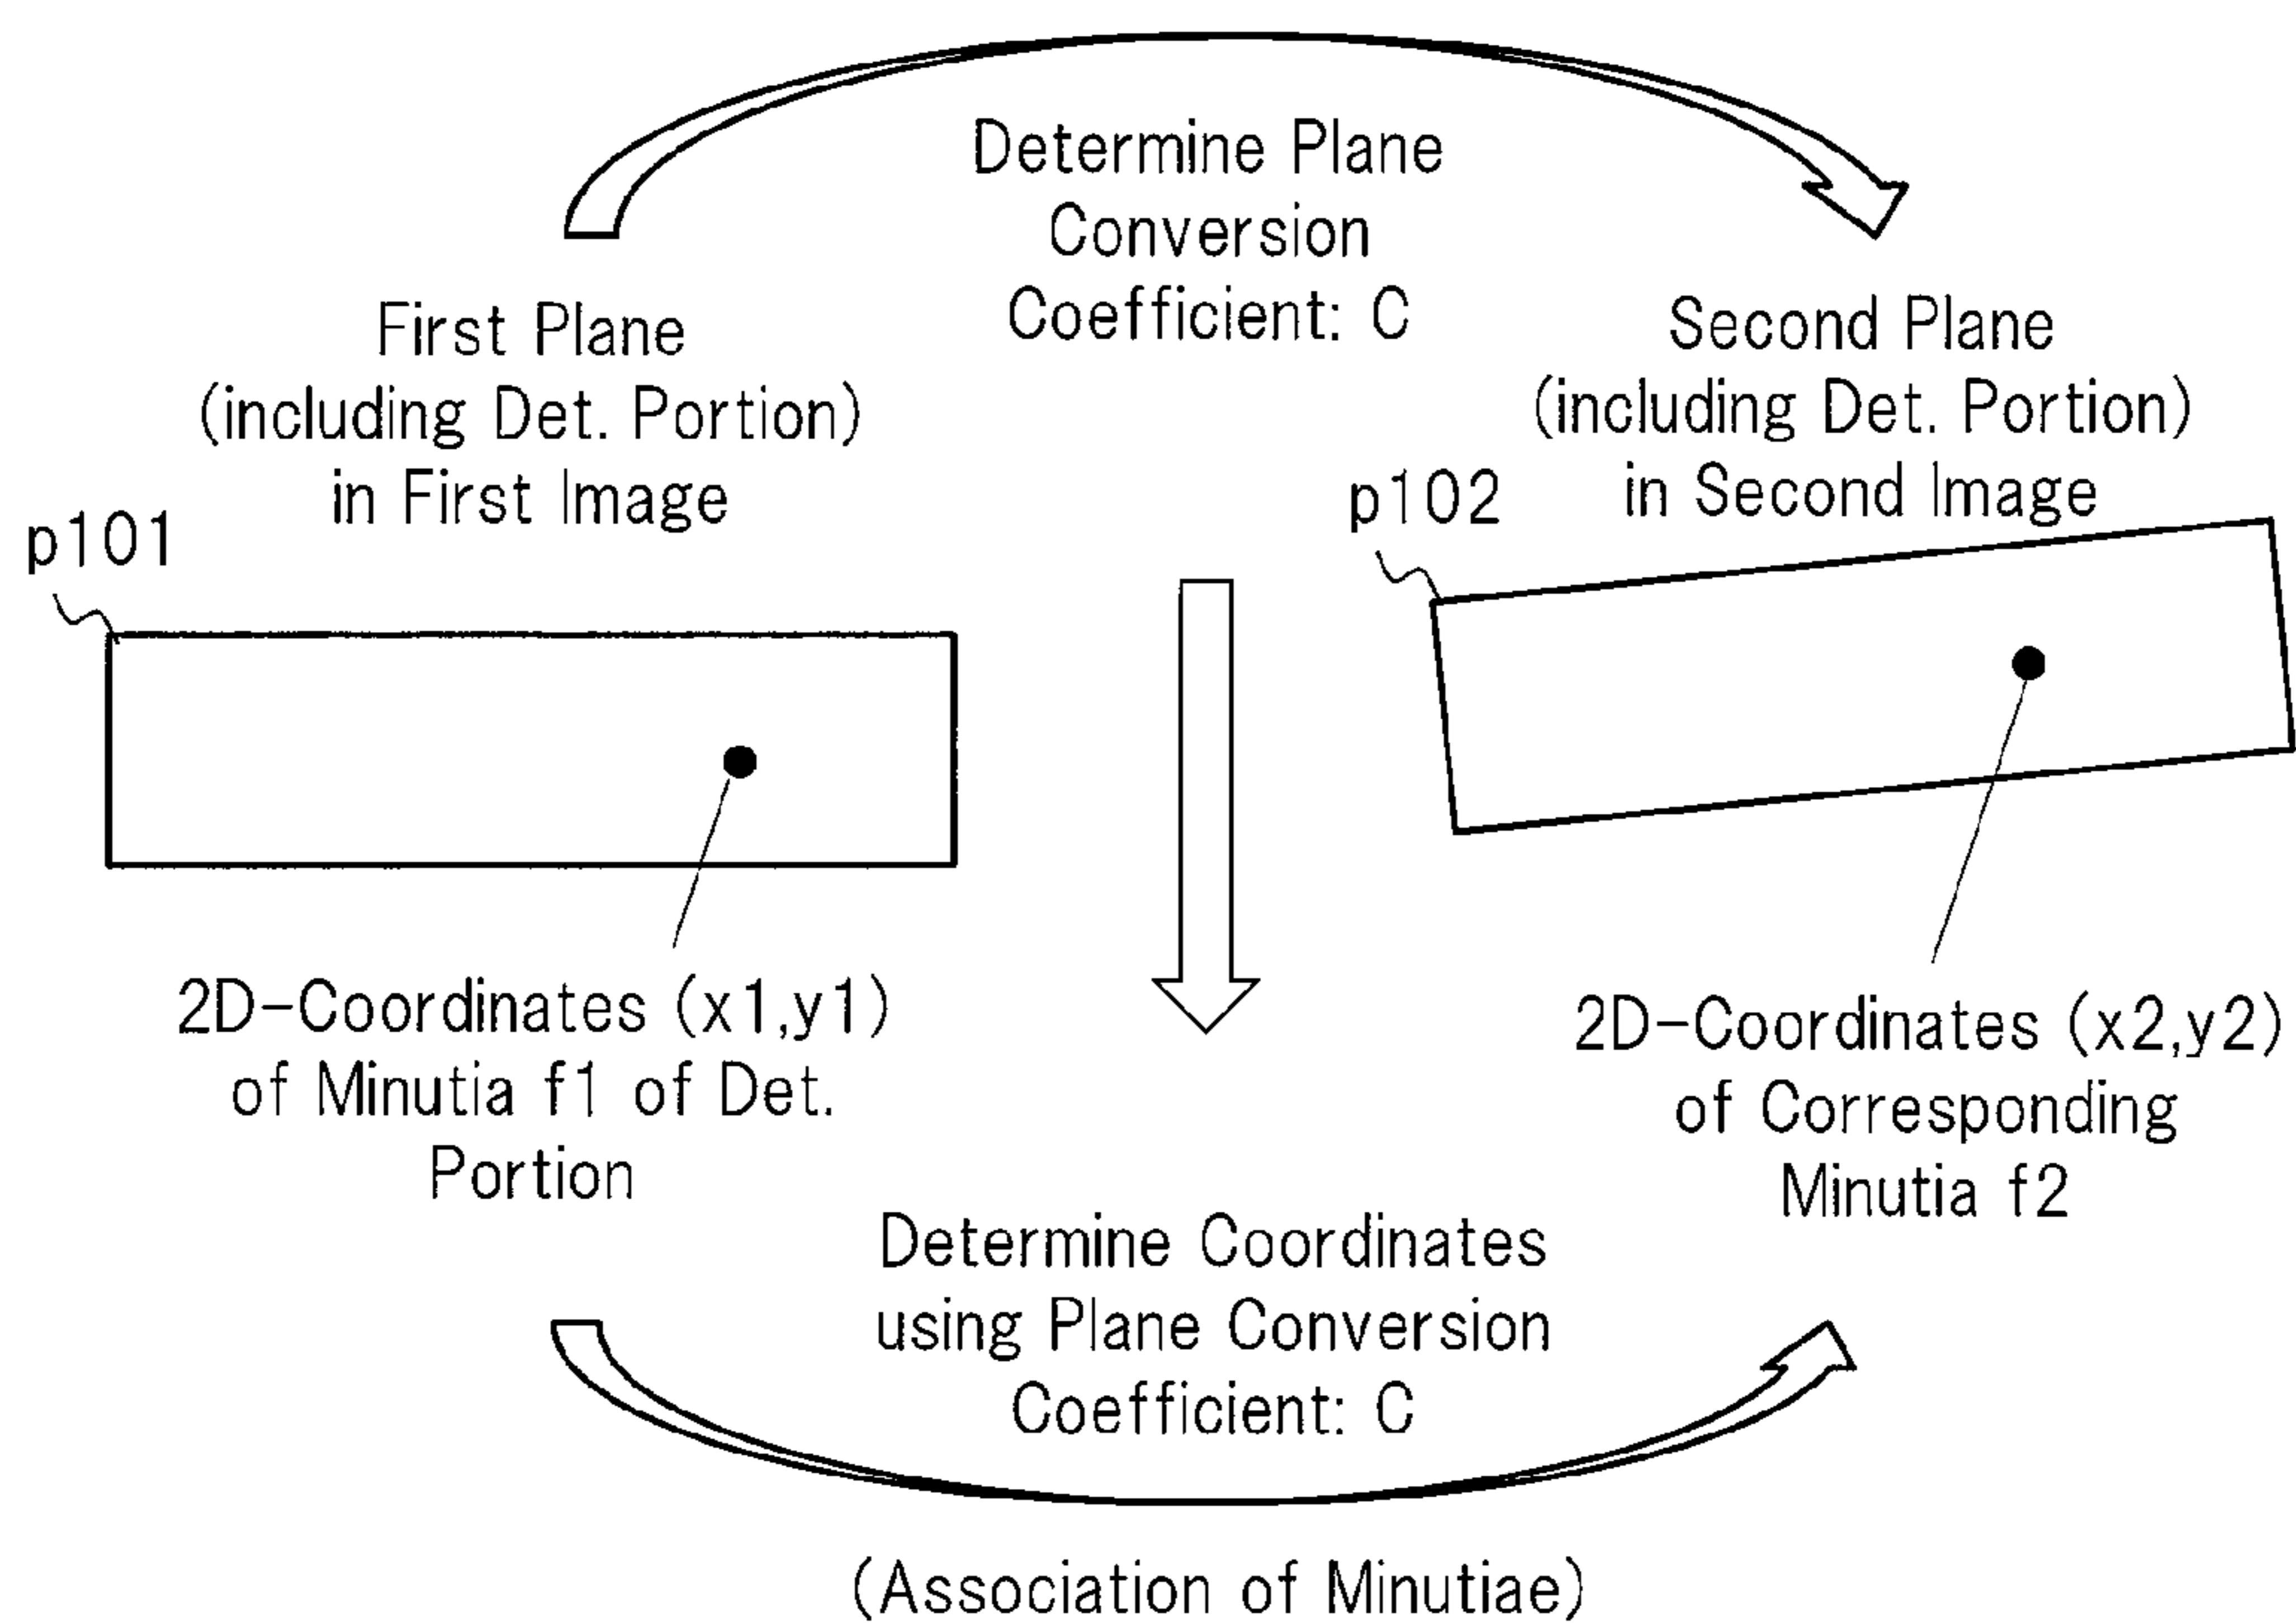 Determine Plane
Conversion
Coefficient: C
First Plane
(including Det. Portion)
in First Image
Second Plane
(including Det. Portion)
in Second Image
p101
p102
2D-Coordinates (x1,y1)
of Minutia f1 of Det.
Portion
2D-Coordinates (x2,y2)
of Corresponding
Minutia f2
Determine Coordinates
using Plane Conversion
Coefficient: C
(Association of Minutiae)